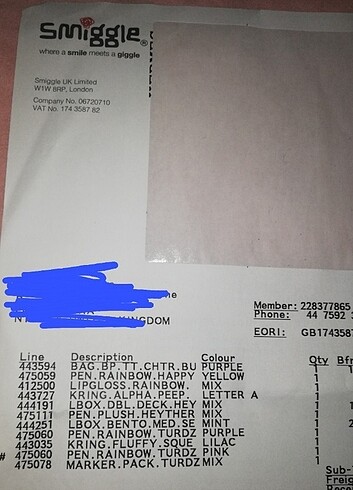 smiggle®
where a smile meets a giggle
Smiggle UK Limited
W1W 8RP, London
Company No. 06720710
VAT No. 174 3587 82
Member: 228377865
Phone: 44 7592
EORI: GB1743587
Line Description Colour Qty Bfr
443594 BAG.BP.TT.CHTR.BU PURPLE 1
475059 PEN.RAINBOW.HAPPY YELLOW 1
412500 LIPGLOSS.RAINBOW. MIX 1
443727 KRING.ALPHA.PEEP. LETTER A 1
444191 LBOX.DBL.DECK.HEY MIX 1
475111 PEN.PLUSH.HEYTHER MIX 1
444251 LBOX.BENTO.MED.SE MINT 1
475060 PEN.RAINBOW.TURDZ PURPLE 1
443035 KRING.FLUFFY.SQUE LILAC 1
# 475060 PEN.RAINBOW.TURDZ PINK 1
475078 MARKER.PACK.TURDZ MIX 1
Sub-
Freig